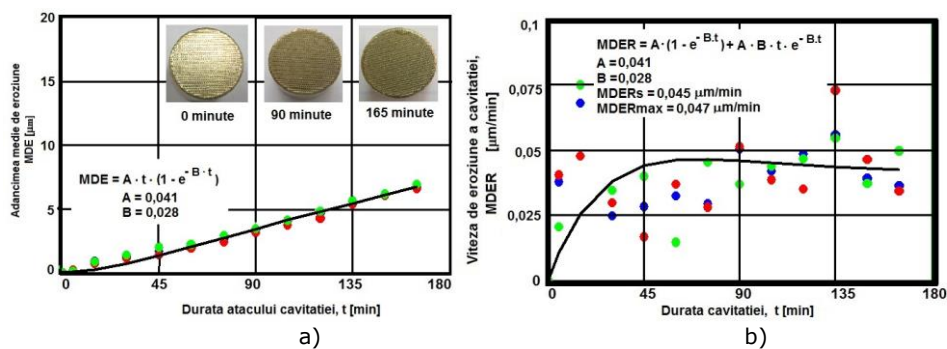 20
15
10
5
0
Adancimea medie de eroziune
MDE [µm]
0 minute
90 minute
165 minute
MDE = A · t · (1 - e^-B · t)
A = 0,041
B = 0,028
0
45
90
135
180
Durata atacului cavitatiei, t [min]
a)
0,1
0,075
0,05
0,025
0
Viteza de eroziune a cavitatiei
MDER [µm/min]
MDER = A·(1 - e^-B.t) + A · B · t · e^-B.t
A = 0,041
B = 0,028
MDERs = 0,045 µm/min
MDERmax = 0,047 µm/min
0
45
90
135
180
Durata cavitatiei, t [min]
b)